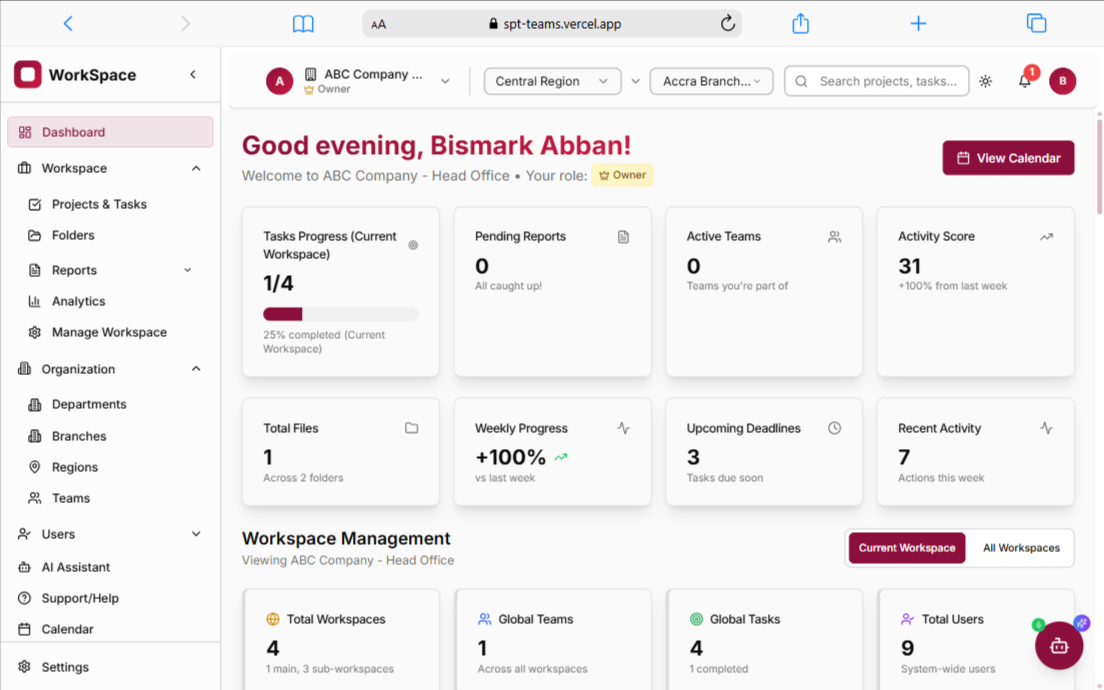 AA
spt-teams.vercel.app
WorkSpace
A
ABC Company ...
Owner
Central Region
Accra Branch...
Search projects, tasks...
1
B
Dashboard
Workspace
Projects & Tasks
Folders
Reports
Analytics
Manage Workspace
Organization
Departments
Branches
Regions
Teams
Users
AI Assistant
Support/Help
Calendar
Settings
Good evening, Bismark Abban!
Welcome to ABC Company - Head Office • Your role: Owner
View Calendar
Tasks Progress (Current
Workspace)
1/4
25% completed (Current
Workspace)
Pending Reports
0
All caught up!
Active Teams
0
Teams you're part of
Activity Score
31
+100% from last week
Total Files
1
Across 2 folders
Weekly Progress
+100%
vs last week
Upcoming Deadlines
3
Tasks due soon
Recent Activity
7
Actions this week
Workspace Management
Viewing ABC Company - Head Office
Current Workspace
All Workspaces
Total Workspaces
4
1 main, 3 sub-workspaces
Global Teams
1
Across all workspaces
Global Tasks
4
1 completed
Total Users
9
System-wide users